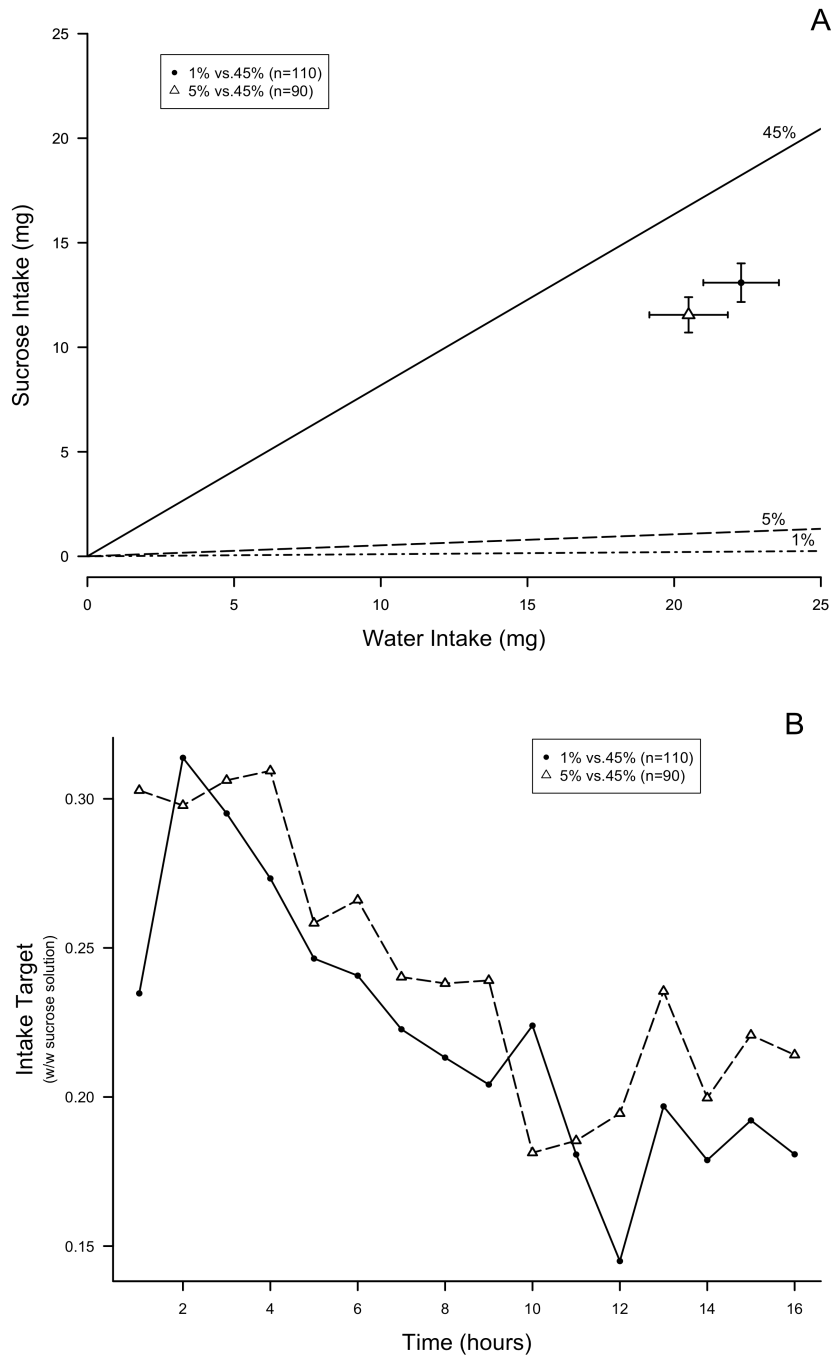 A
25
20
15
10
5
0
Sucrose Intake (mg)
1% vs.45% (n=110)
5% vs.45% (n=90)
45%
5%
1%
0 5 10 15 20 25
Water Intake (mg)
B
1% vs.45% (n=110)
5% vs.45% (n=90)
0.30
0.25
0.20
0.15
Intake Target
(w/w sucrose solution)
2 4 6 8 10 12 14 16
Time (hours)